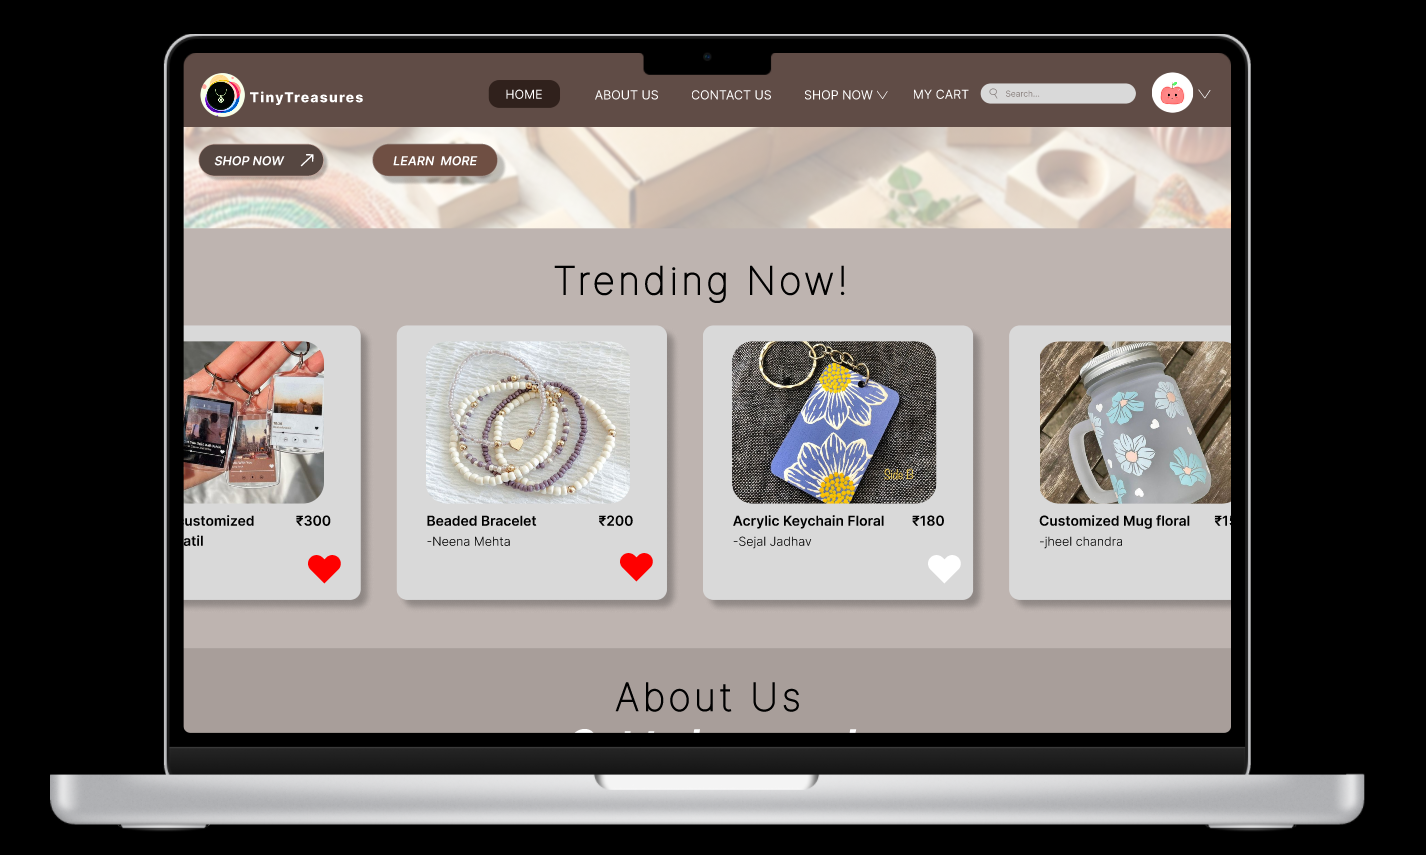 TinyTreasures
HOME
ABOUT US
CONTACT US
SHOP NOW
MY CART
Search...
SHOP NOW
LEARN MORE
Trending Now!
ustomized ₹300
atil
Beaded Bracelet ₹200
-Neena Mehta
Acrylic Keychain Floral ₹180
-Sejal Jadhav
Customized Mug floral ₹15
-jheel chandra
About Us